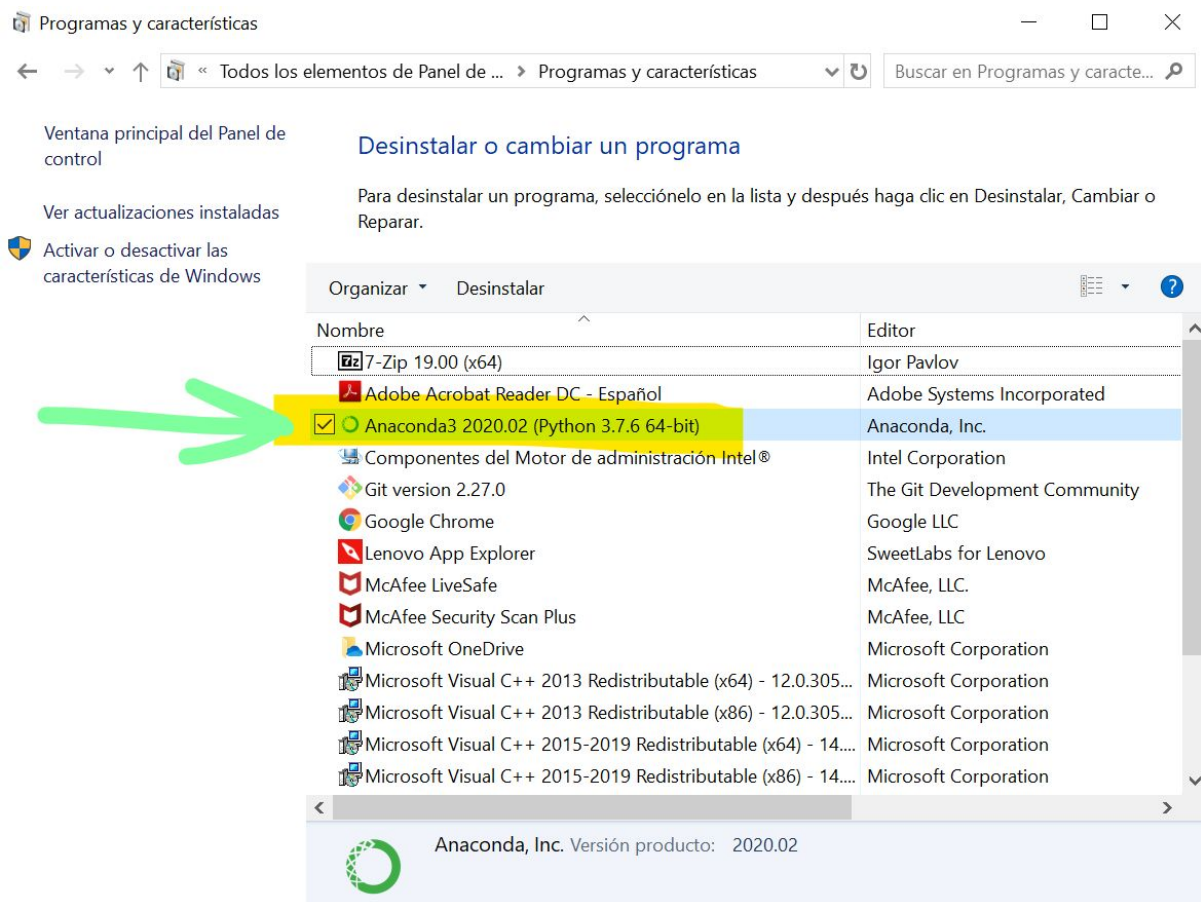 Programas y características
« Todos los elementos de Panel de ... > Programas y características
Buscar en Programas y caracte...
Ventana principal del Panel de
control
Ver actualizaciones instaladas
Activar o desactivar las
características de Windows
Desinstalar o cambiar un programa
Para desinstalar un programa, selecciónelo en la lista y después haga clic en Desinstalar, Cambiar o
Reparar.
Organizar Desinstalar
?
Nombre Editor
7z 7-Zip 19.00 (x64) Igor Pavlov
Adobe Acrobat Reader DC - Español Adobe Systems Incorporated
Anaconda3 2020.02 (Python 3.7.6 64-bit) Anaconda, Inc.
Componentes del Motor de administración Intel® Intel Corporation
Git version 2.27.0 The Git Development Community
Google Chrome Google LLC
Lenovo App Explorer SweetLabs for Lenovo
McAfee LiveSafe McAfee, LLC.
McAfee Security Scan Plus McAfee, LLC
Microsoft OneDrive Microsoft Corporation
Microsoft Visual C++ 2013 Redistributable (x64) - 12.0.305... Microsoft Corporation
Microsoft Visual C++ 2013 Redistributable (x86) - 12.0.305... Microsoft Corporation
Microsoft Visual C++ 2015-2019 Redistributable (x64) - 14.... Microsoft Corporation
Microsoft Visual C++ 2015-2019 Redistributable (x86) - 14.... Microsoft Corporation
Anaconda, Inc. Versión producto: 2020.02